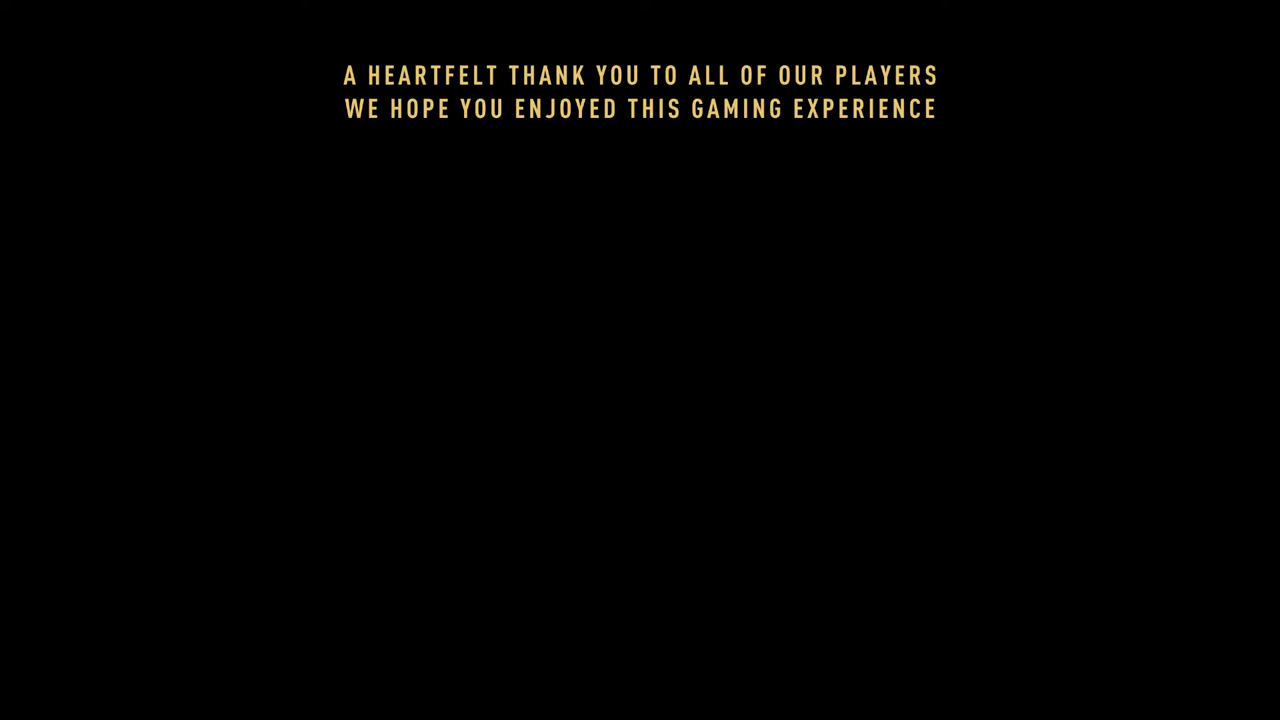 A HEARTFELT THANK YOU TO ALL OF OUR PLAYERS
WE HOPE YOU ENJOYED THIS GAMING EXPERIENCE